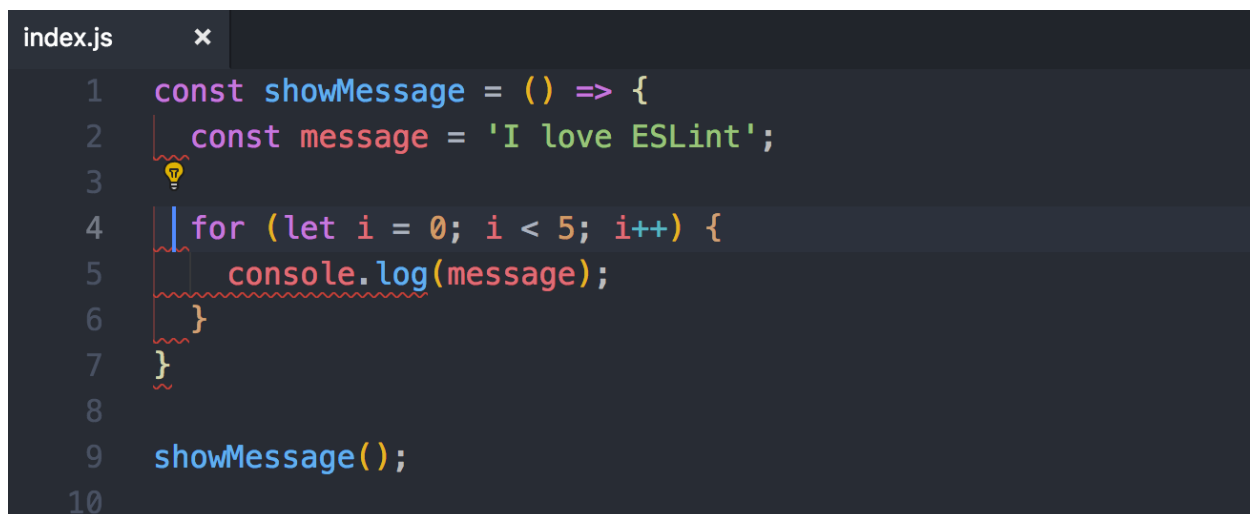 index.js ×
1 const showMessage = () => {
2   const message = 'I love ESLint';
3
4   for (let i = 0; i < 5; i++) {
5     console.log(message);
6   }
7 }
8
9 showMessage();
10